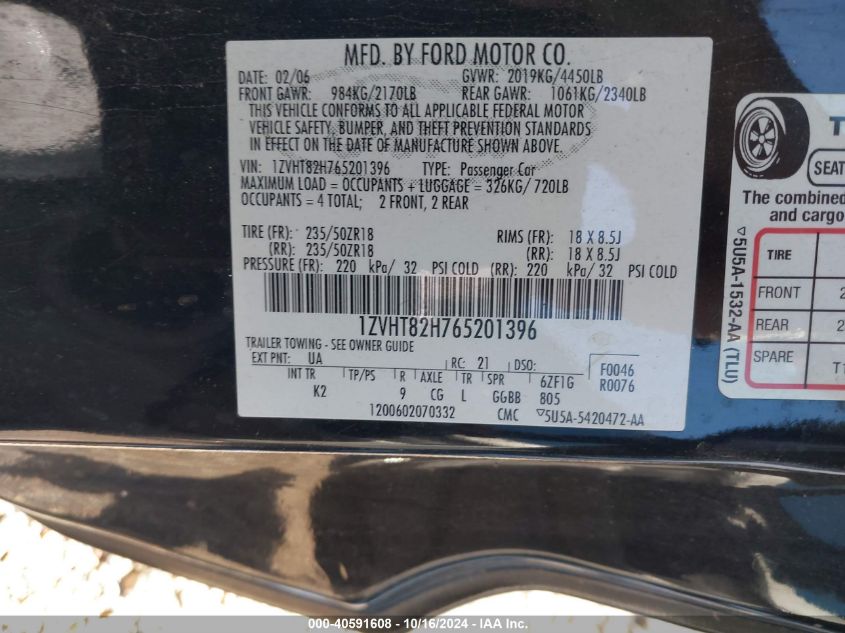 MFD. BY FORD MOTOR CO.
DATE: 02/06 GVWR: 2019KG/4450LB
FRONT GAWR: 984KG/2170LB REAR GAWR: 1061KG/2340LB
THIS VEHICLE CONFORMS TO ALL APPLICABLE FEDERAL MOTOR
VEHICLE SAFETY, BUMPER, AND THEFT PREVENTION STANDARDS
IN EFFECT ON THE DATE OF MANUFACTURE SHOWN ABOVE.
VIN: 1ZVHT82H765201396 TYPE: Passenger Car
MAXIMUM LOAD = OCCUPANTS + LUGGAGE = 326KG/ 720LB
OCCUPANTS = 4 TOTAL; 2 FRONT, 2 REAR
TIRE (FR): 235/50ZR18 RIMS (FR): 18 X 8.5J
(RR): 235/50ZR18 (RR): 18 X 8.5J
PRESSURE (FR): 220 kPa/ 32 PSI COLD (RR): 220 kPa/ 32 PSI COLD
1ZVHT82H765201396
TRAILER TOWING - SEE OWNER GUIDE
EXT PNT: UA RC: 21 DSO: F0046
INT TR TP/PS R AXLE TR SPR 6ZF1G R0076
K2 9 CG L GGBB 805
1200602070332 CMC ▽5U5A-5420472-AA
T
SEAT
The combined
and cargo
TIRE
FRONT 2
REAR 2
SPARE T1
▽5U5A-1532-AA (TLU)
000-40591608 - 10/16/2024 - IAA Inc.